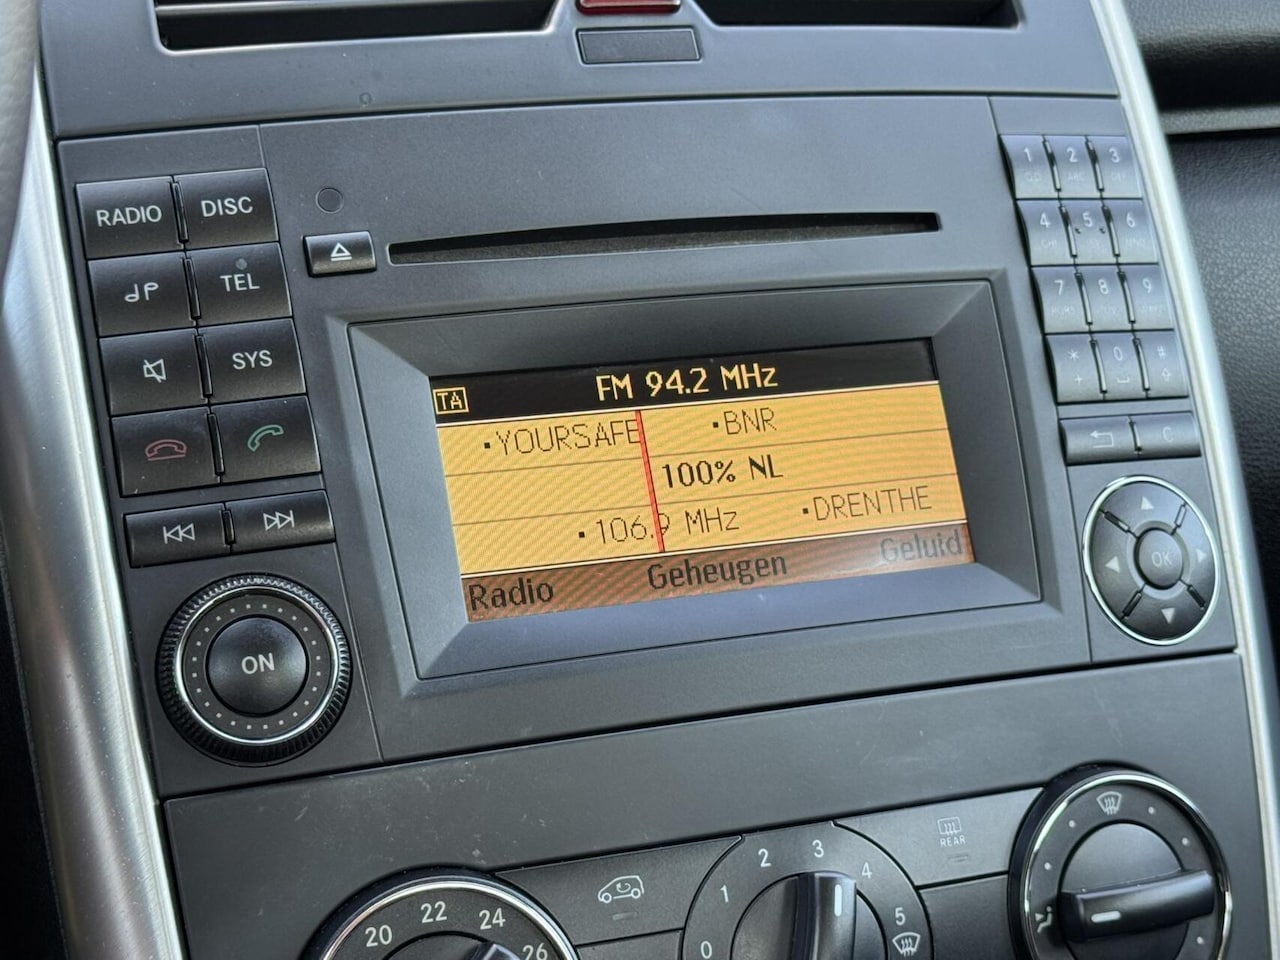 RADIO DISC
TEL
SYS
ON
TA FM 94.2 MHz
YOURSAFE BNR
100% NL
106.9 MHz DRENTHE
Radio Geheugen Geluid
1 2 3
4 5 6
7 8 9
* 0 #
C
OK
20 22 24 26
0 1 2 3 4 5
REAR